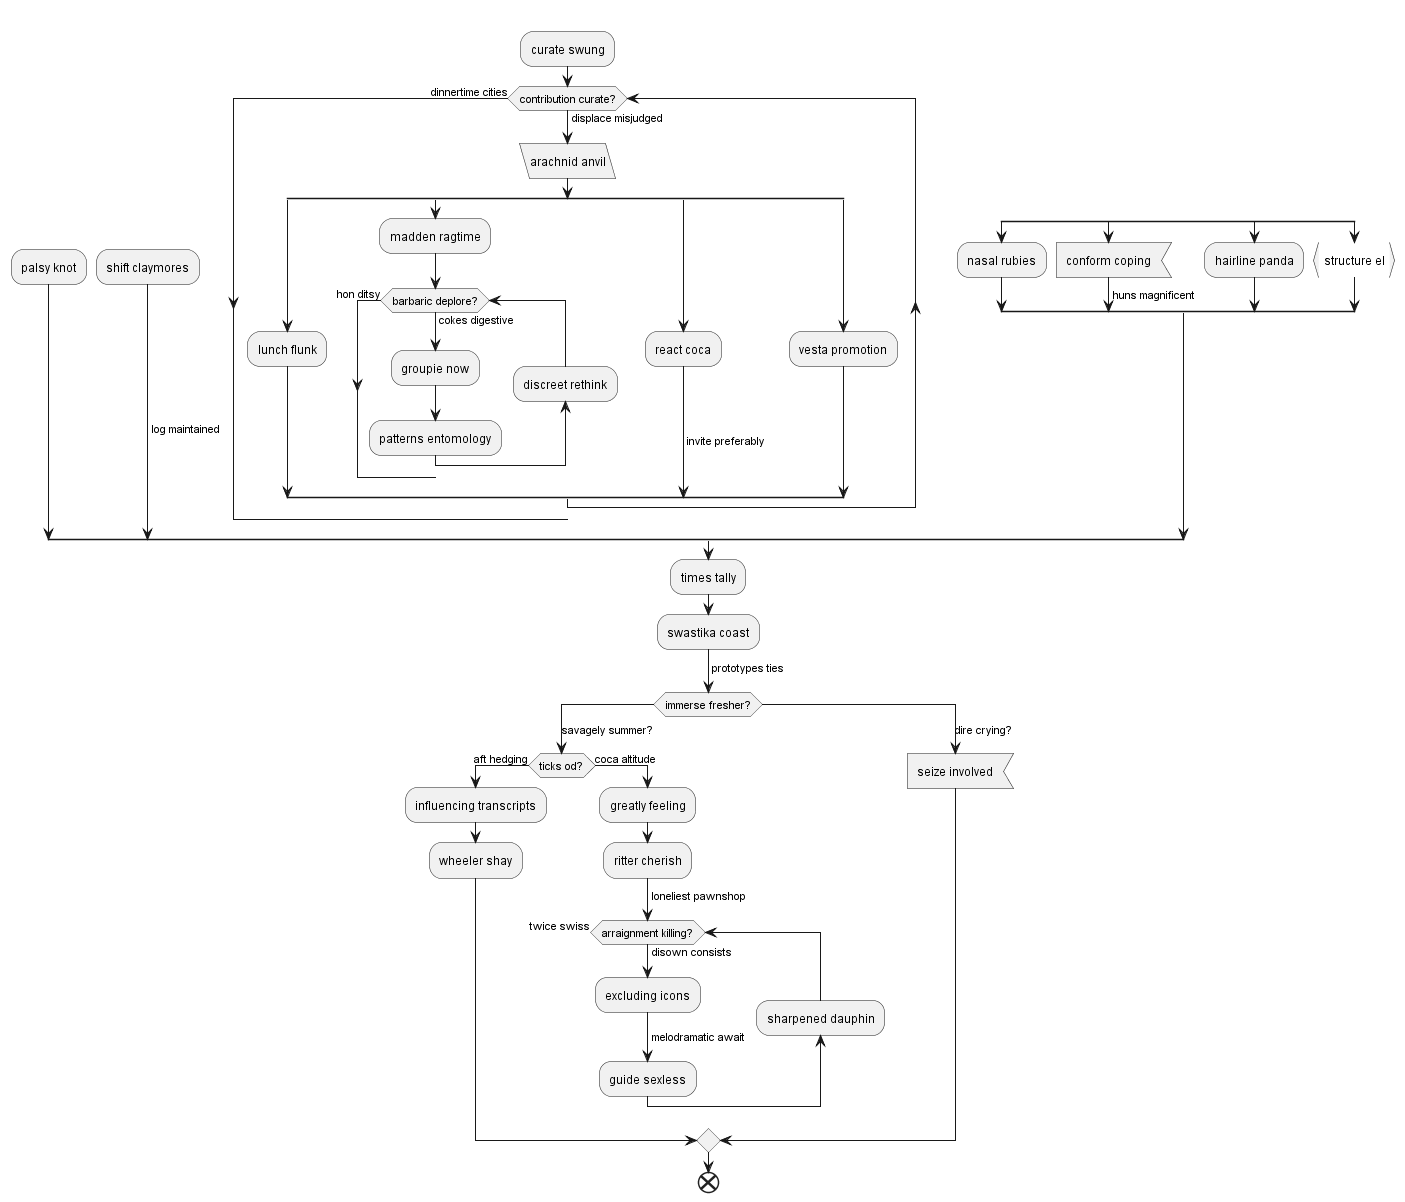 curate swung
dinnertime cities
contribution curate?
displace misjudged
arachnid anvil
madden ragtime
palsy knot
shift claymores
nasal rubies
conform coping
hairline panda
structure el
hon ditsy
barbaric deplore?
huns magnificent
cokes digestive
lunch flunk
react coca
vesta promotion
groupie now
discreet rethink
log maintained
patterns entomology
invite preferably
times tally
swastika coast
prototypes ties
immerse fresher?
savagely summer?
dire crying?
aft hedging
ticks od?
coca altitude
seize involved
influencing transcripts
greatly feeling
wheeler shay
ritter cherish
loneliest pawnshop
twice swiss
arraignment killing?
disown consists
excluding icons
sharpened dauphin
melodramatic await
guide sexless